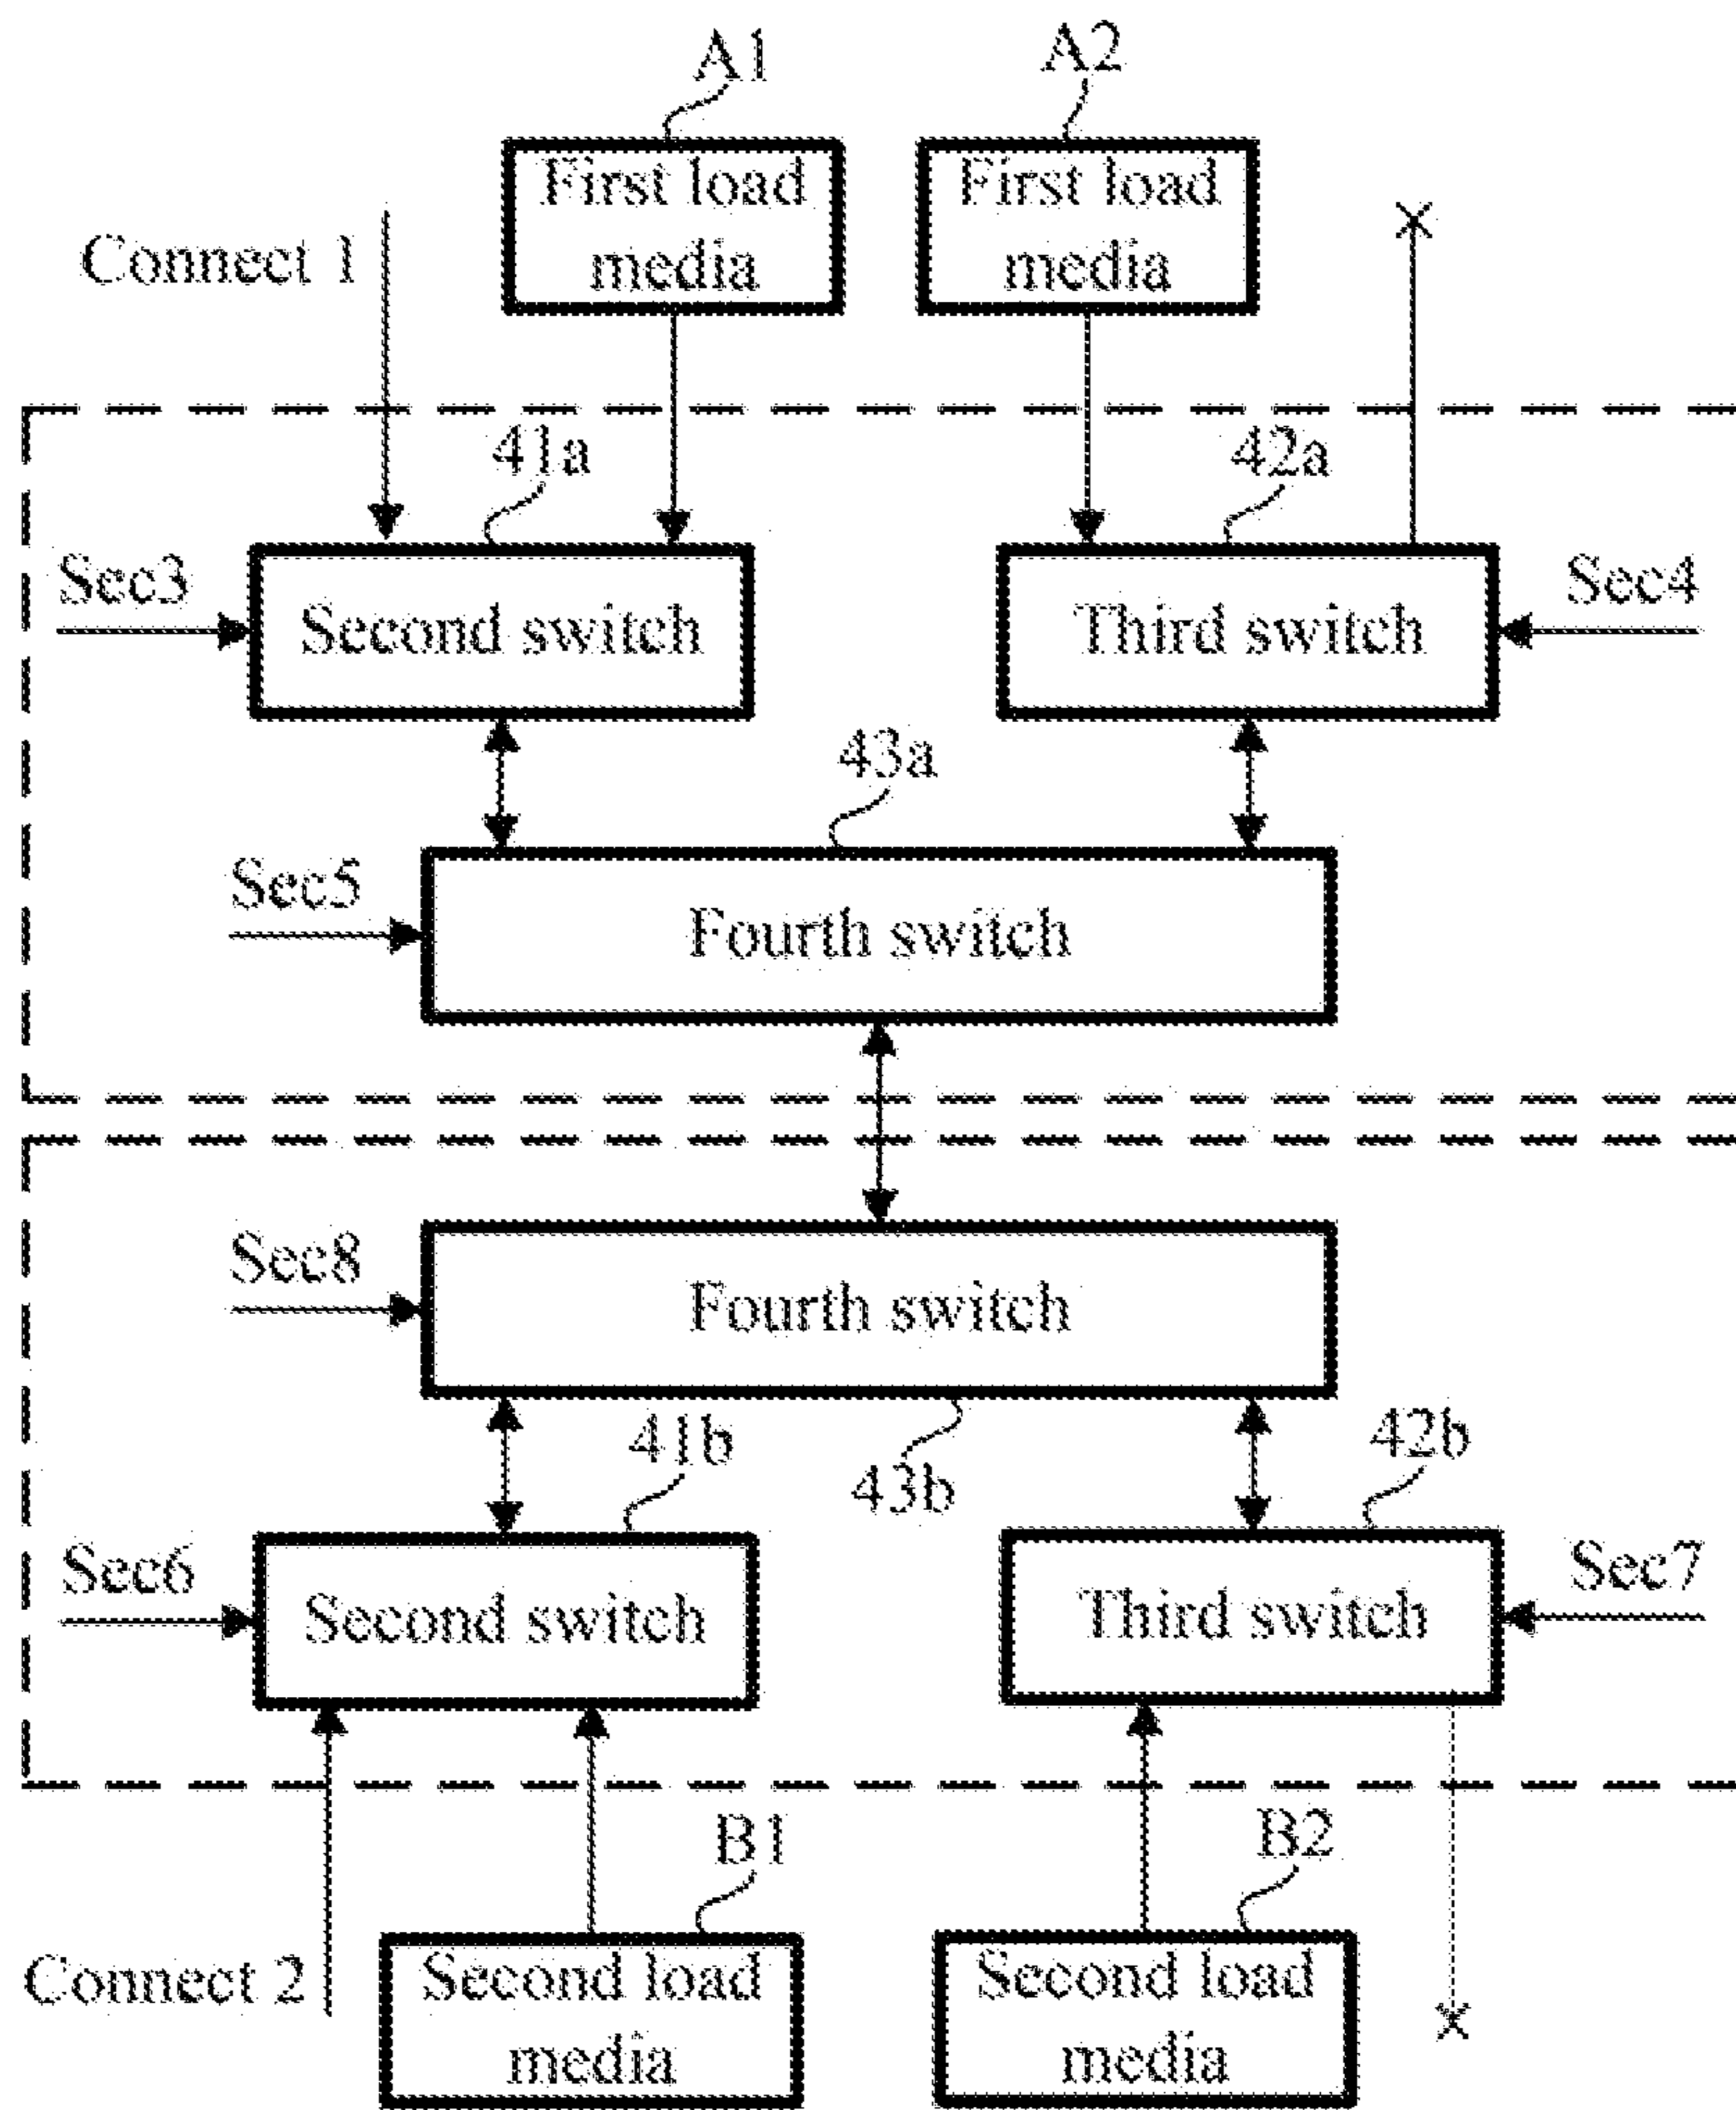 A1
A2
First load
media
First load
media
Connect 1
41a
42a
Sec3
Second switch
Third switch
Sec4
43a
Sec5
Fourth switch
Sec8
Fourth switch
41b
43b
42b
Sec6
Second switch
Third switch
Sec7
B1
B2
Connect 2
Second load
media
Second load
media